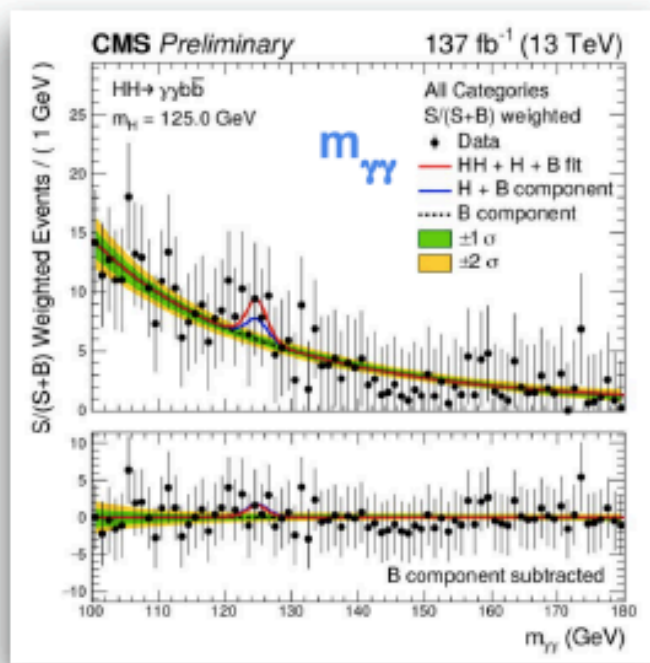 CMS Preliminary 137 fb⁻¹ (13 TeV)
S/(S+B) Weighted Events / ( 1 GeV )
HH→ γγbb̅
m_H = 125.0 GeV
m_γγ
All Categories
S/(S+B) weighted
Data
HH + H + B fit
H + B component
B component
±1 σ
±2 σ
25
20
15
10
5
0
10
5
0
−5
−10
B component subtracted
100 110 120 130 140 150 160 170 180
m_γγ (GeV)